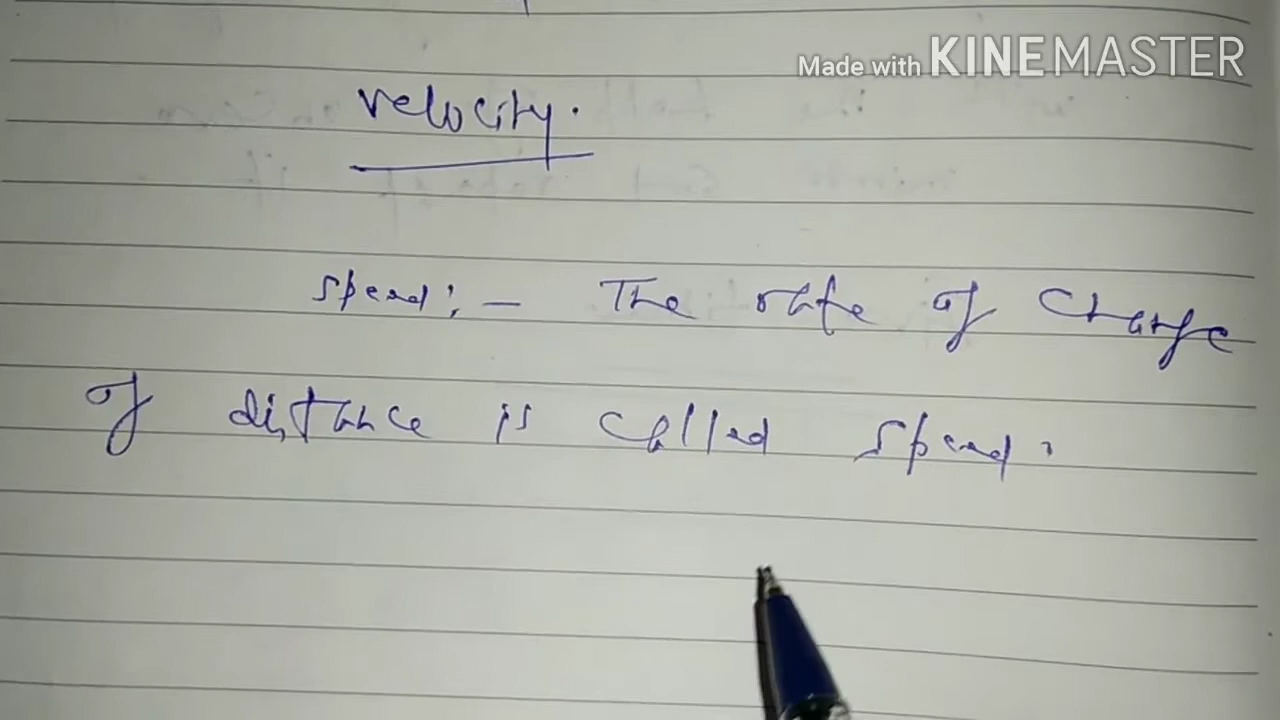 Made with KINEMASTER
velocity.
speed:- The rate of change
of distance is called speed.